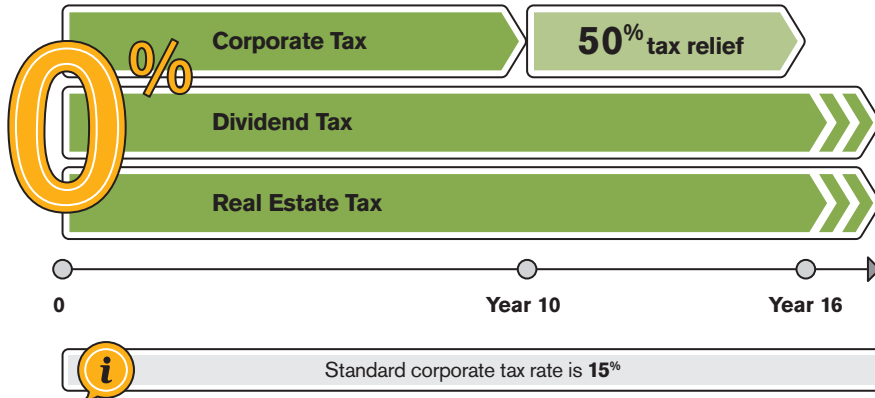 0%
Corporate Tax
50% tax relief
Dividend Tax
Real Estate Tax
0 Year 10 Year 16
i
Standard corporate tax rate is 15%